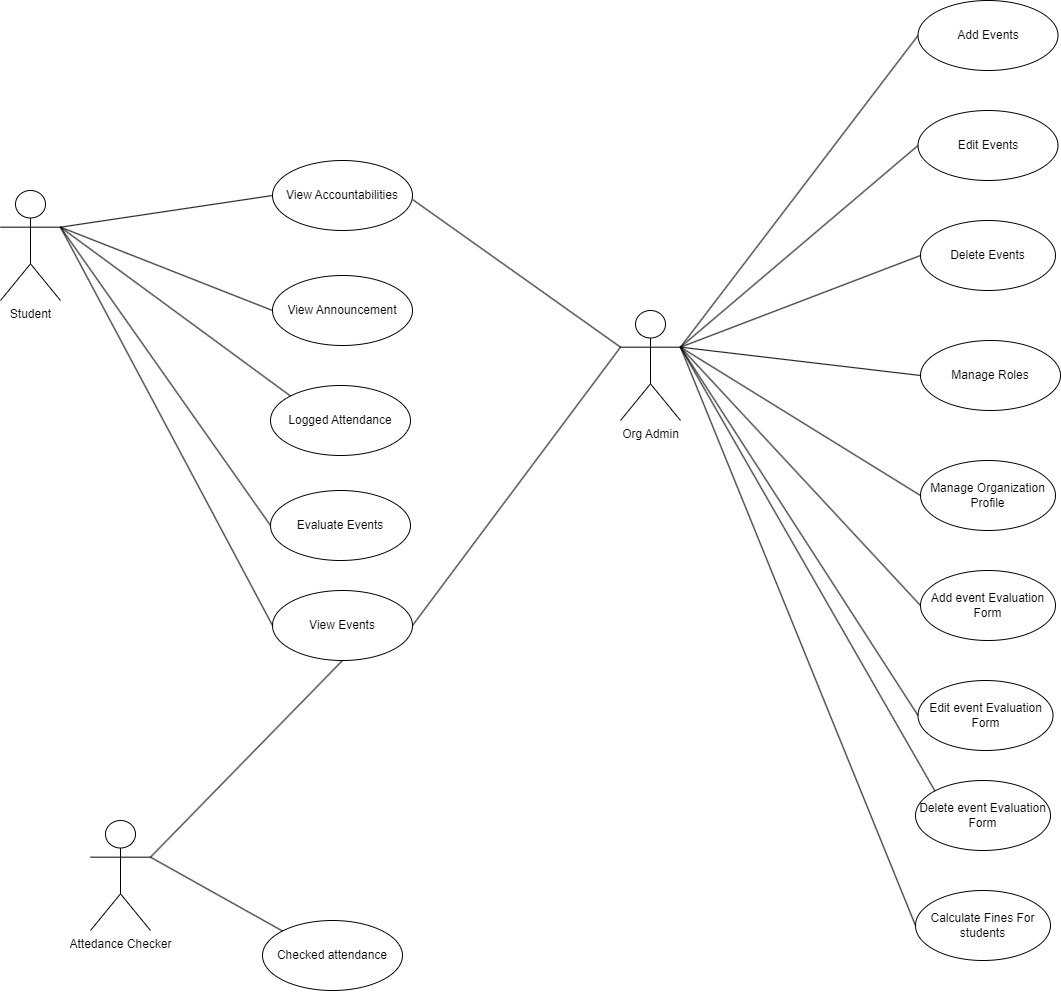 Add Events
Edit Events
View Accountabilities
Delete Events
Student
View Announcement
Manage Roles
Logged Attendance
Org Admin
Manage Organization
Profile
Evaluate Events
Add event Evaluation
Form
View Events
Edit event Evaluation
Form
Delete event Evaluation
Form
Calculate Fines For
students
Attedance Checker
Checked attendance